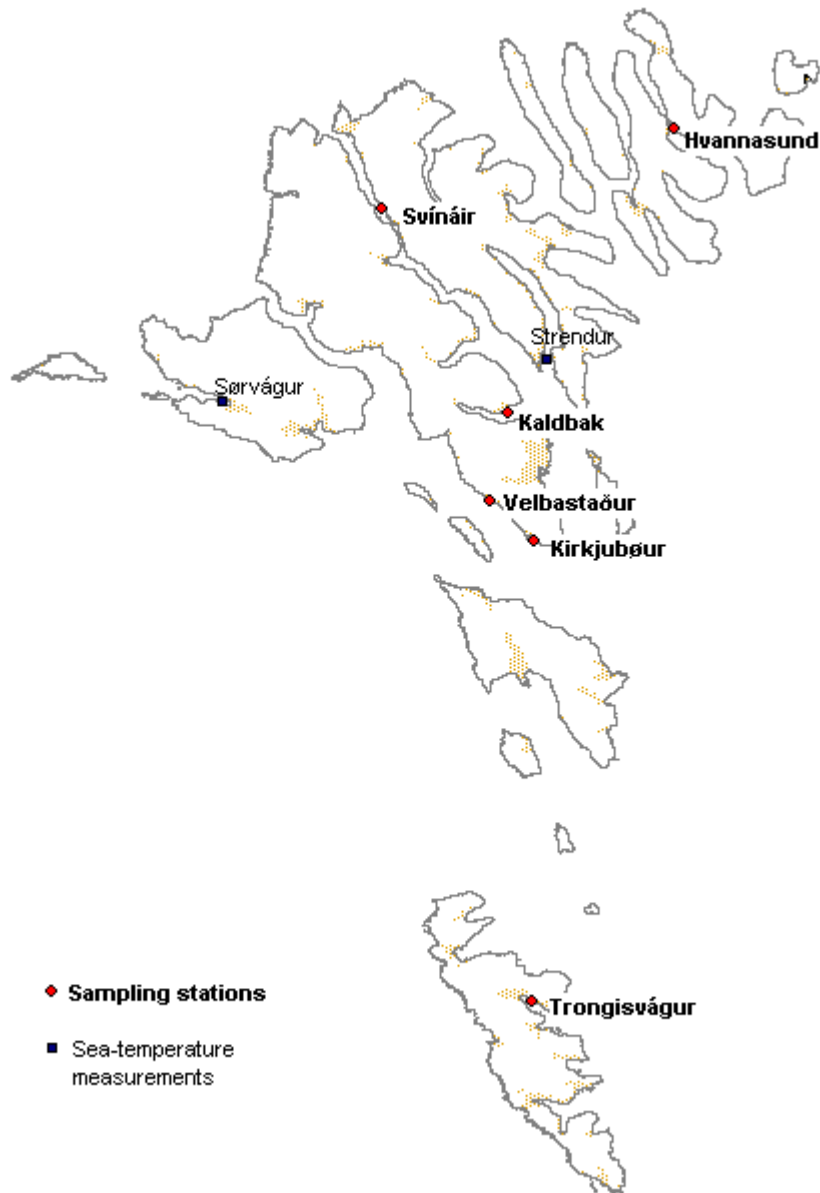 Hvannasund
Svínáir
Strendur
Sørvágur
Kaldbak
Velbastaður
Kirkjubøur
Sampling stations
Trongisvágur
Sea-temperature
measurements